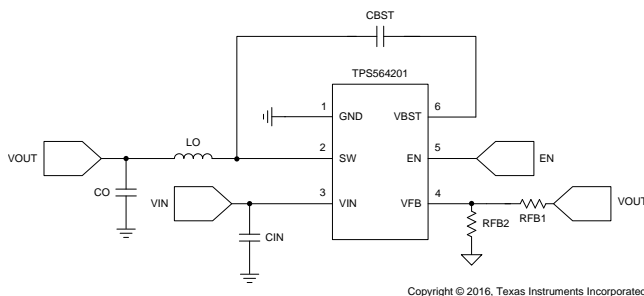 CBST
TPS564201
1 GND VBST 6
LO
VOUT 2 SW EN 5 EN
CO
VIN 3 VIN VFB 4 VOUT
CIN RFB2 RFB1
Copyright © 2016, Texas Instruments Incorporated